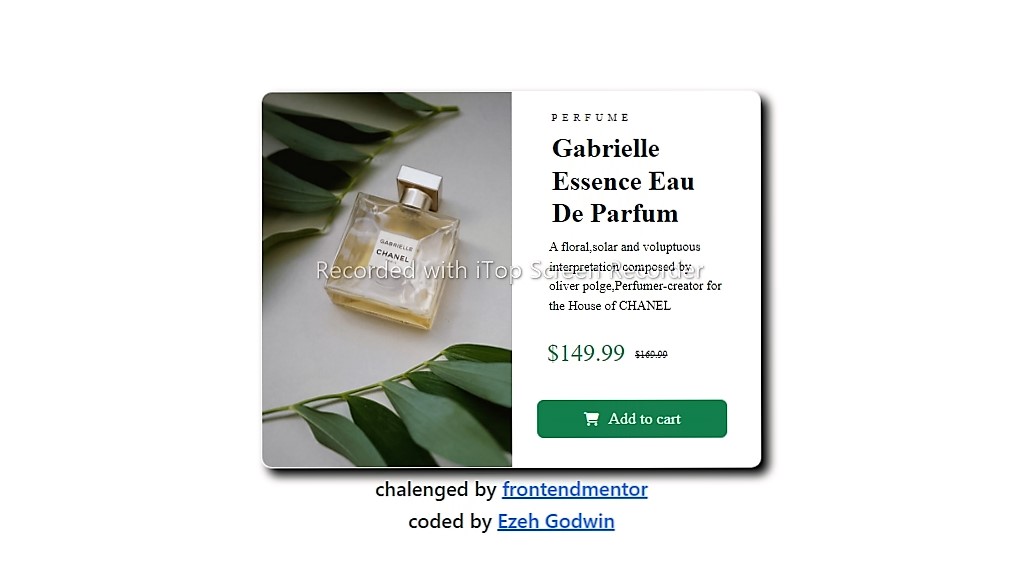 PERFUME
Gabrielle
Essence Eau
De Parfum
A floral,solar and voluptuous
interpretation composed by
oliver polge,Perfumer-creator for
the House of CHANEL
$149.99 $169.99
Add to cart
GABRIELLE
CHANEL
Recorded with iTop Screen Recorder
chalenged by frontendmentor
coded by Ezeh Godwin